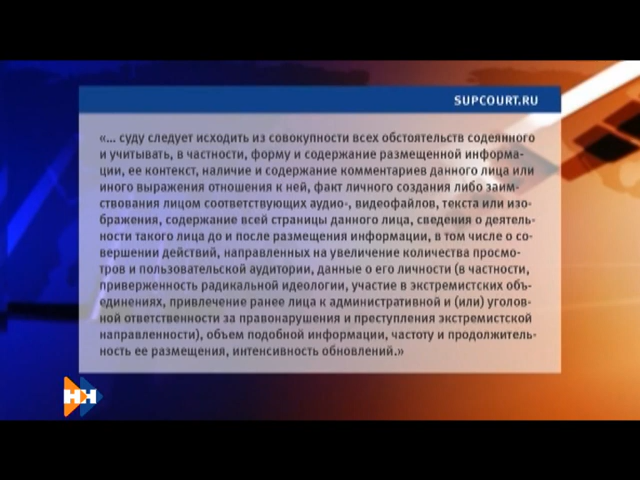 SUPCOURT.RU
«... суду следует исходить из совокупности всех обстоятельств содеянного
и учитывать, в частности, форму и содержание размещенной информа-
ции, ее контекст, наличие и содержание комментариев данного лица или
иного выражения отношения к ней, факт личного создания либо заим-
ствования лицом соответствующих аудио-, видеофайлов, текста или изо-
бражения, содержание всей страницы данного лица, сведения о деятель-
ности такого лица до и после размещения информации, в том числе о со-
вершении действий, направленных на увеличение количества просмо-
тров и пользовательской аудитории, данные о его личности (в частности,
приверженность радикальной идеологии, участие в экстремистских объ-
единениях, привлечение ранее лица к административной и (или) уголов-
ной ответственности за правонарушения и преступления экстремистской
направленности), объем подобной информации, частоту и продолжитель-
ность ее размещения, интенсивность обновлений.»
НН